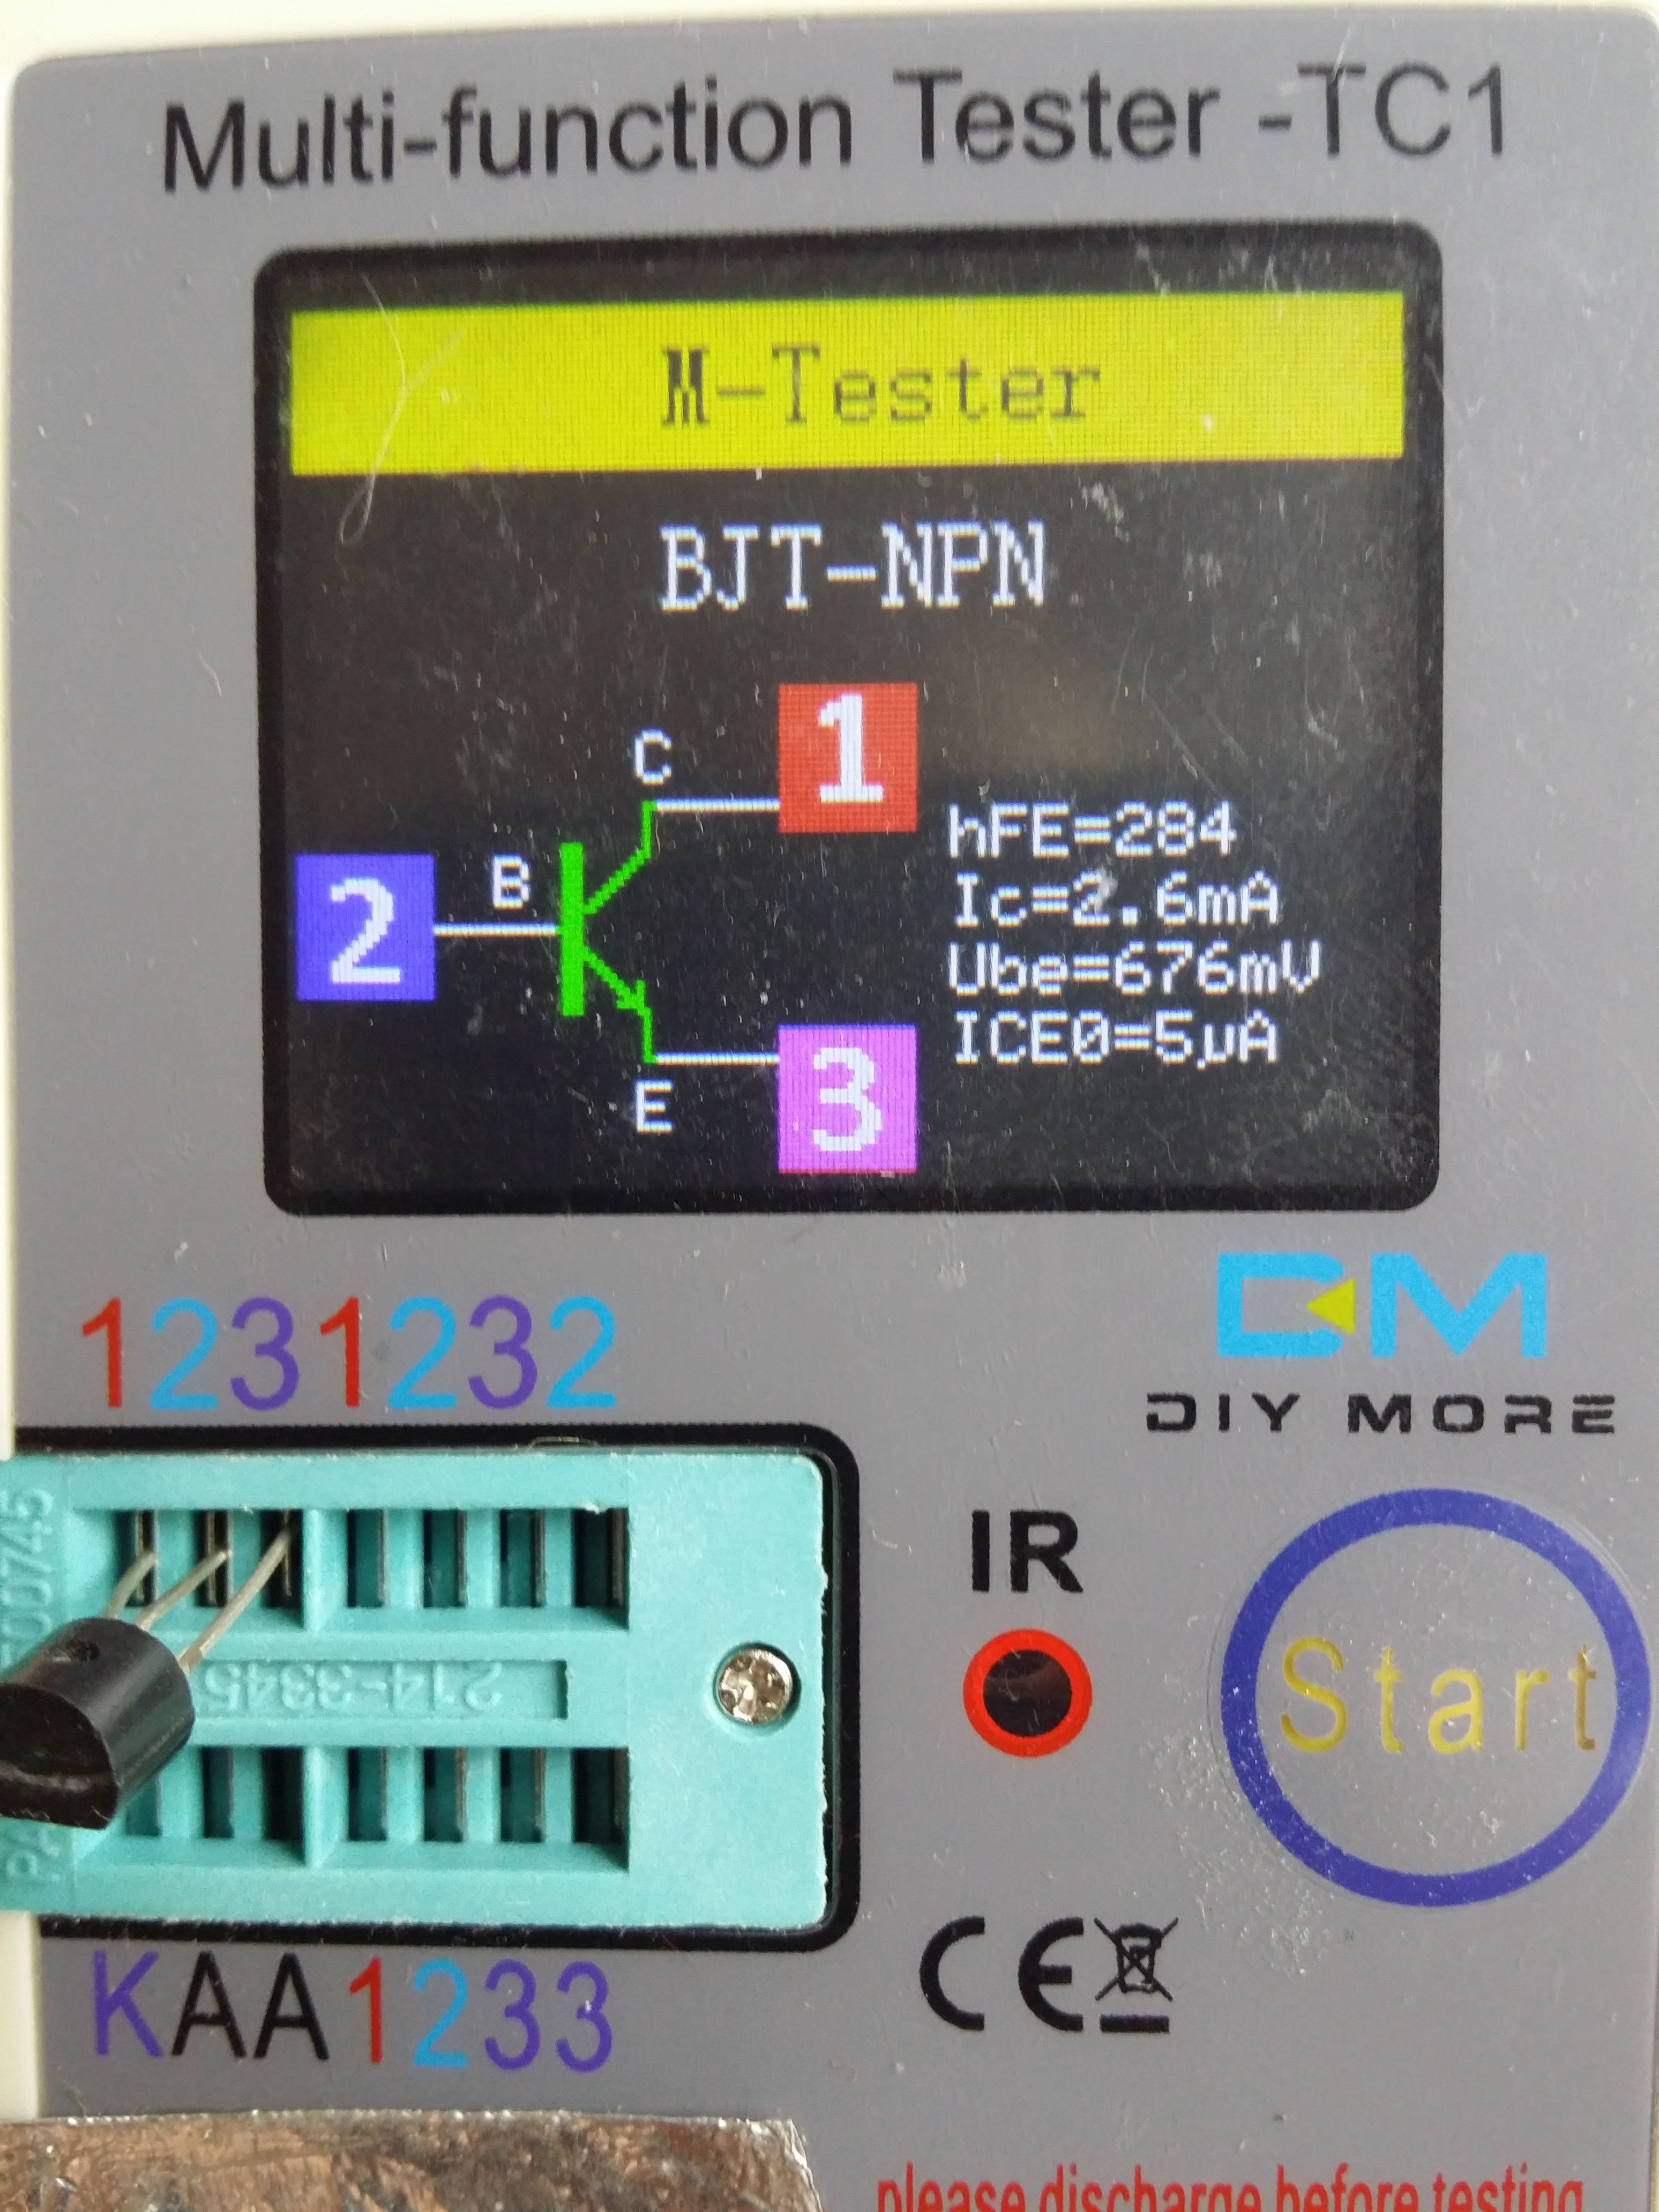 Multi-function Tester -TC1
M-Tester
BJT-NPN
C
1
2
B
E
3
hFE=284
Ic=2.6mA
Ube=676mV
ICE0=5µA
1231232
DM
DIY MORE
IR
Start
214-3345
KAA1233
CE
please discharge before testing